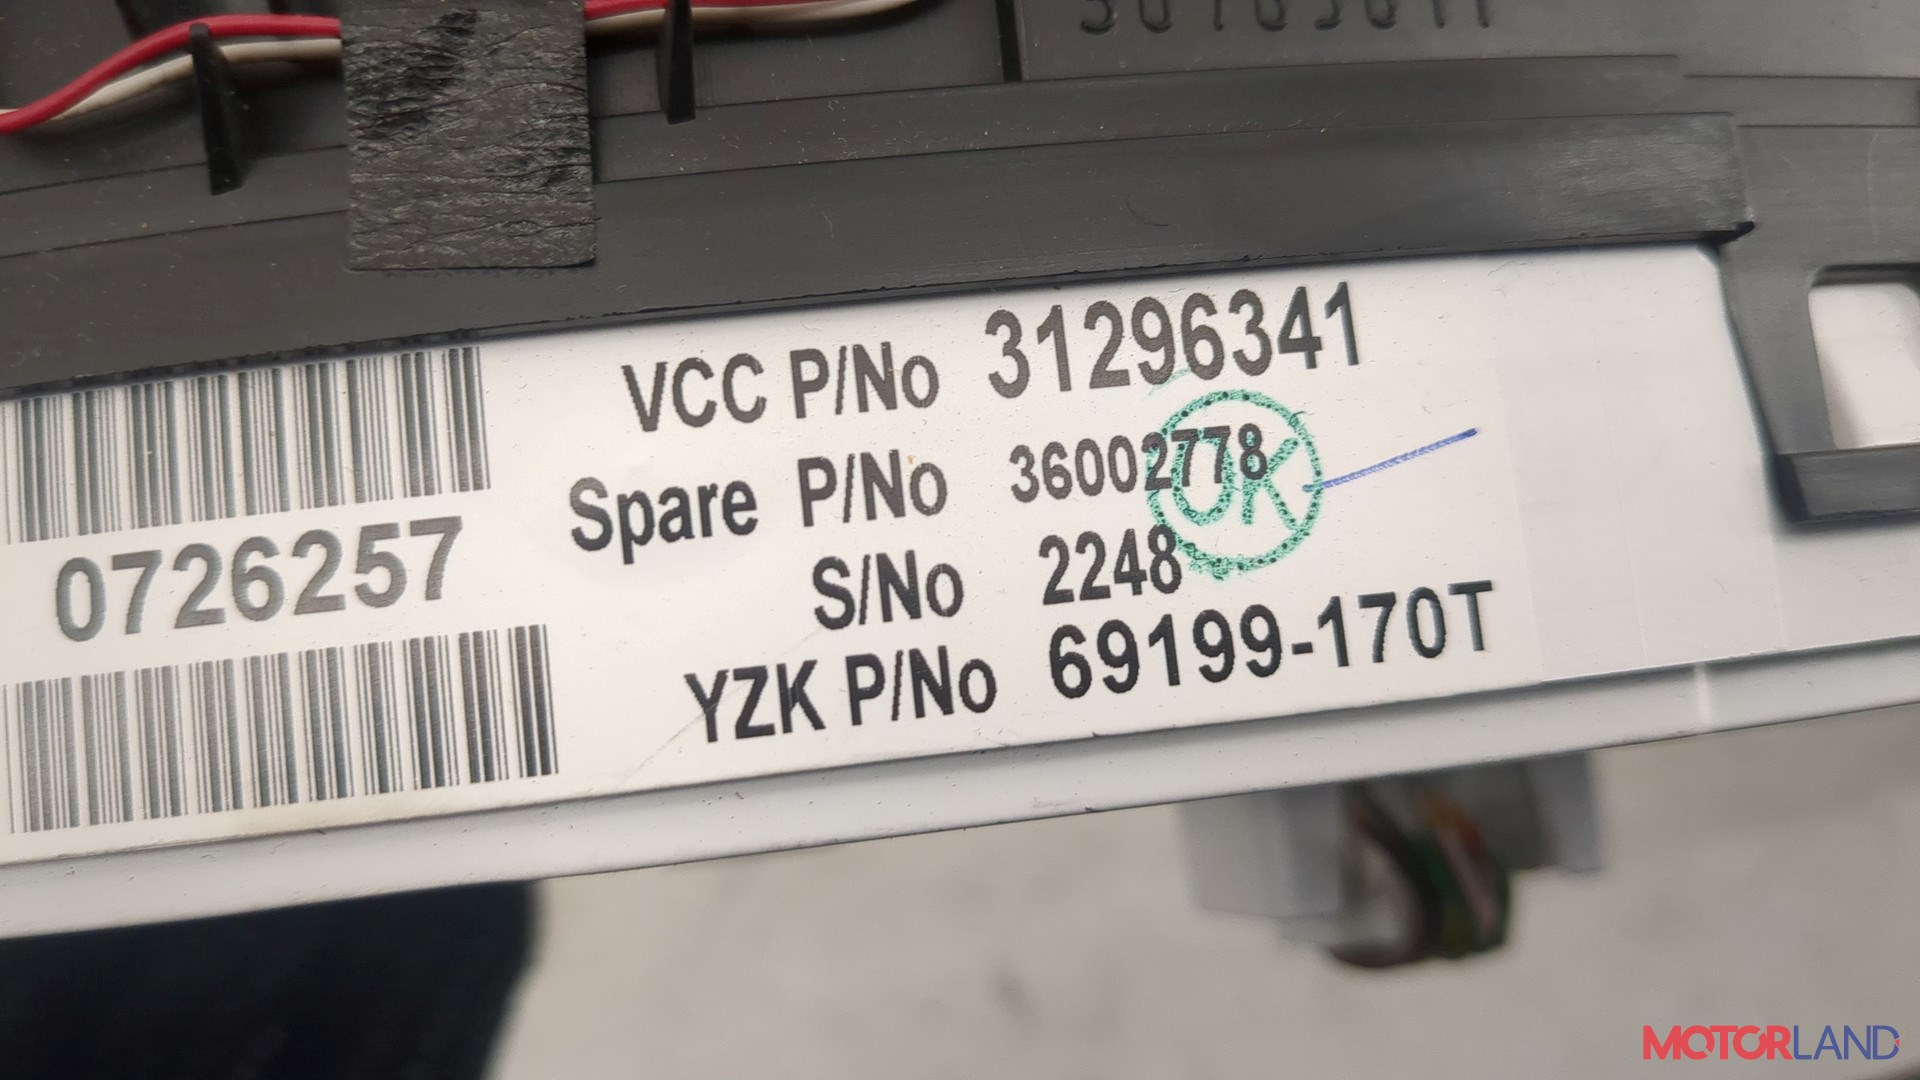 VCC P/No 31296341
Spare P/No 36002778
OK
0726257
S/No 2248
YZK P/No 69199-170T
MOTORLAND